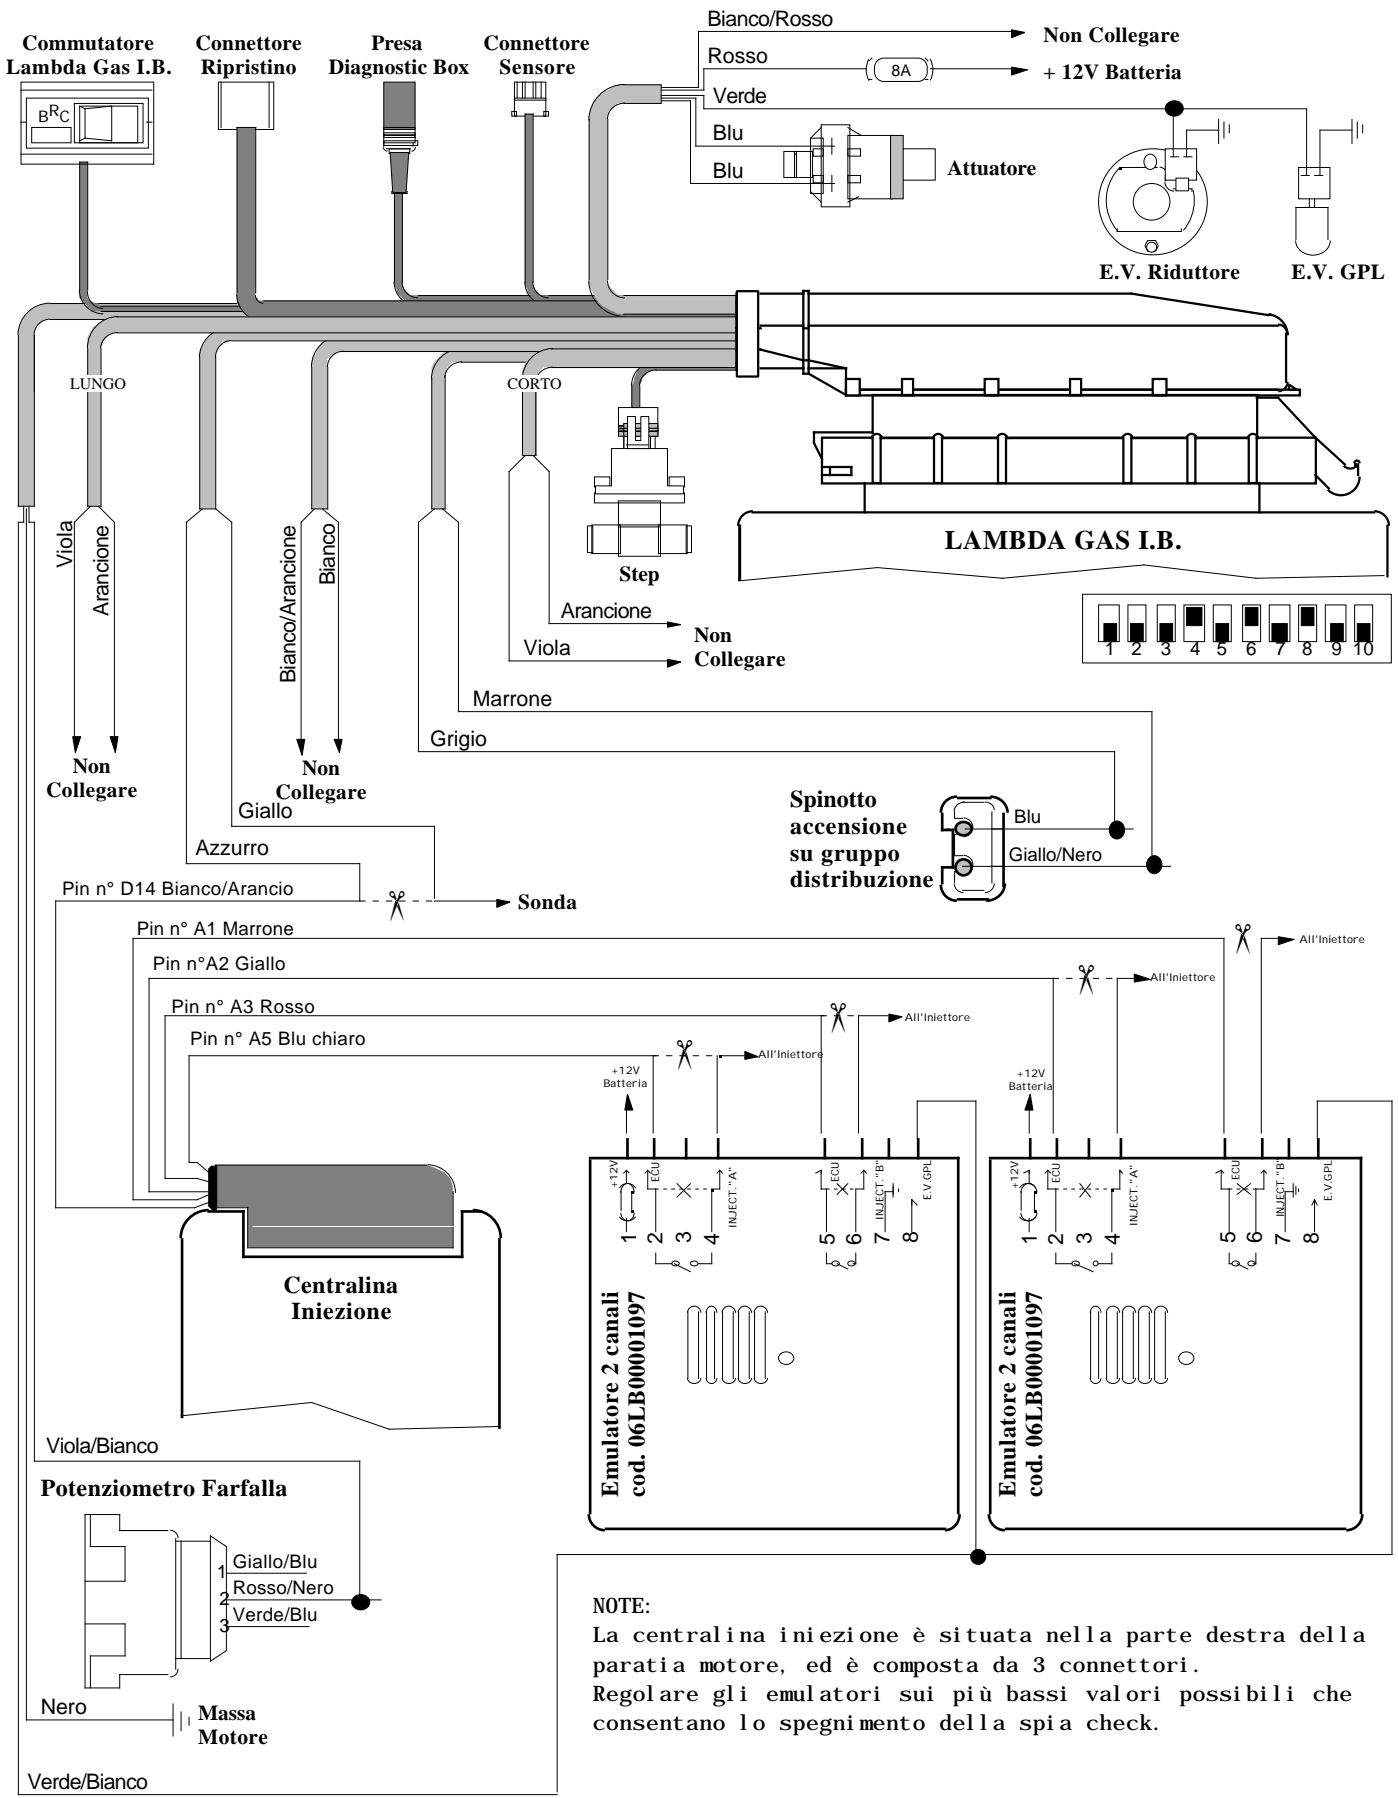 Commutatore
Lambda Gas I.B.
Connettore
Ripristino
Presa
Diagnostic Box
Connettore
Sensore
BRC
Bianco/Rosso
Non Collegare
Rosso
8A
+ 12V Batteria
Verde
Blu
Blu
Attuatore
E.V. Riduttore
E.V. GPL
LUNGO
CORTO
Viola
Arancione
Bianco/Arancione
Bianco
Step
LAMBDA GAS I.B.
1 2 3 4 5 6 7 8 9 10
Arancione
Viola
Non
Collegare
Marrone
Grigio
Non
Collegare
Non
Collegare
Giallo
Azzurro
Spinotto
accensione
su gruppo
distribuzione
Blu
Giallo/Nero
Pin n° D14 Bianco/Arancio
Sonda
Pin n° A1 Marrone
All'Iniettore
Pin n°A2 Giallo
All'Iniettore
Pin n° A3 Rosso
All'Iniettore
Pin n° A5 Blu chiaro
All'Iniettore
+12V
Batteria
+12V
Batteria
+12V
ECU
INJECT."A"
ECU
INJECT."B"
E.V.GPL
1 2 3 4 5 6 7 8
Emulatore 2 canali
cod. 06LB00001097
+12V
ECU
INJECT."A"
ECU
INJECT."B"
E.V.GPL
1 2 3 4 5 6 7 8
Emulatore 2 canali
cod. 06LB00001097
Centralina
Iniezione
Viola/Bianco
Potenziometro Farfalla
1 Giallo/Blu
2 Rosso/Nero
3 Verde/Blu
Nero
Massa
Motore
Verde/Bianco
NOTE:
La centralina iniezione è situata nella parte destra della
paratia motore, ed è composta da 3 connettori.
Regolare gli emulatori sui più bassi valori possibili che
consentano lo spegnimento della spia check.